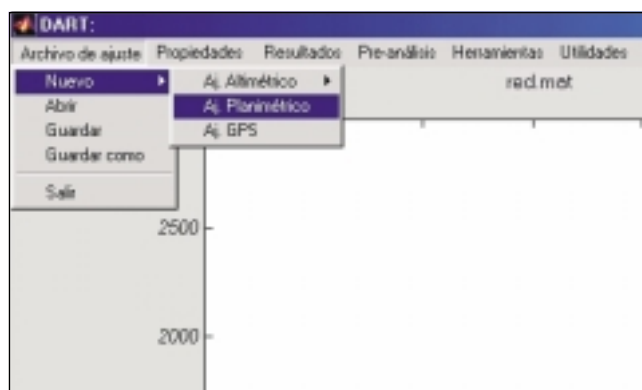 DART:
Archivo de ajuste Propiedades Resultados Pre-análisis Herramientas Utilidades
Nuevo
Abrir
Guardar
Guardar como
Salir
Aj. Altimétrico
Aj. Planimétrico
Aj. GPS
red.mat
2500
2000